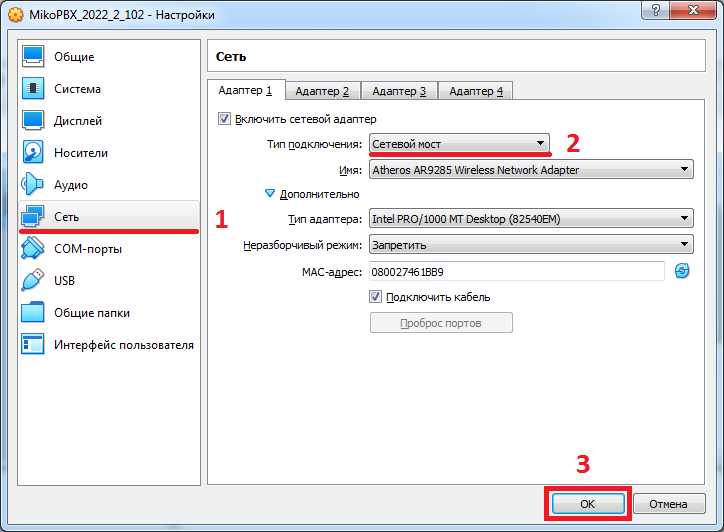 MikoPBX_2022_2_102 - Настройки
Общие
Система
Дисплей
Носители
Аудио
Сеть
COM-порты
USB
Общие папки
Интерфейс пользователя
1
Сеть
Адаптер 1 Адаптер 2 Адаптер 3 Адаптер 4
Включить сетевой адаптер
Тип подключения: Сетевой мост 2
Имя: Atheros AR9285 Wireless Network Adapter
Дополнительно
Тип адаптера: Intel PRO/1000 MT Desktop (82540EM)
Неразборчивый режим: Запретить
MAC-адрес: 080027461BB9
Подключить кабель
Проброс портов
3
OK Отмена